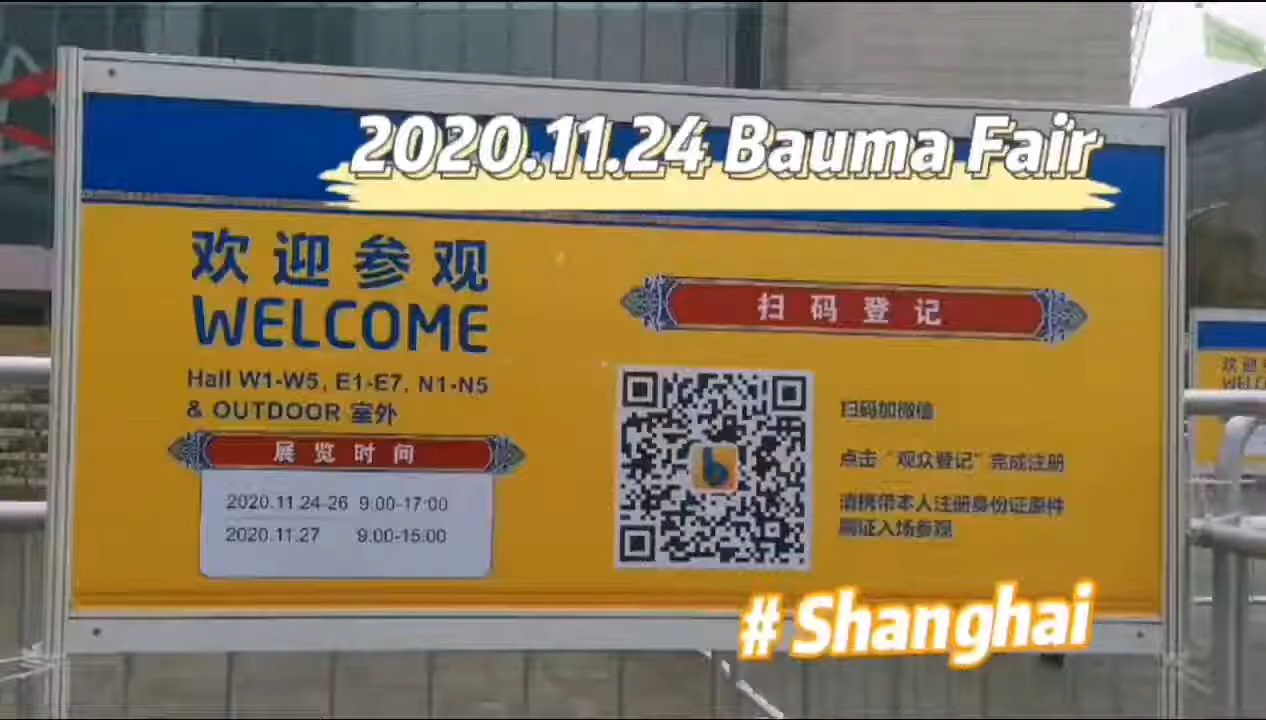 2020.11.24 Bauma Fair
欢迎参观
WELCOME
Hall W1-W5, E1-E7, N1-N5
& OUTDOOR 室外
展览时间
2020.11.24-26 9:00-17:00
2020.11.27 9:00-15:00
扫码登记
扫码加微信
点击“观众登记”完成注册
请携带本人注册身份证原件
刷证入场参观
欢迎
WELC
# Shanghai